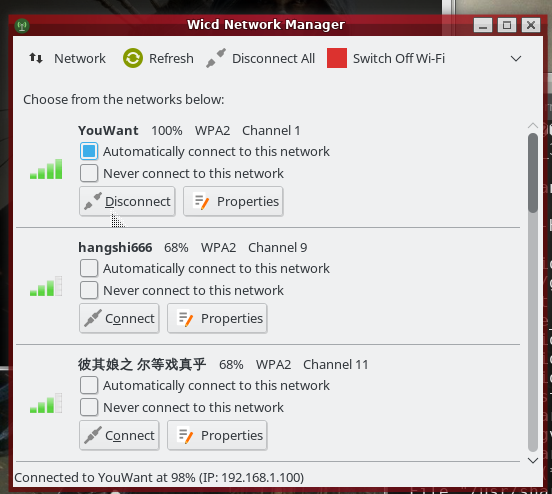 Wicd Network Manager
Network Refresh Disconnect All Switch Off Wi-Fi
Choose from the networks below:
YouWant 100% WPA2 Channel 1
Automatically connect to this network
Never connect to this network
Disconnect Properties
hangshi666 68% WPA2 Channel 9
Automatically connect to this network
Never connect to this network
Connect Properties
彼其娘之 尔等戏真乎 68% WPA2 Channel 11
Automatically connect to this network
Never connect to this network
Connect Properties
Connected to YouWant at 98% (IP: 192.168.1.100)